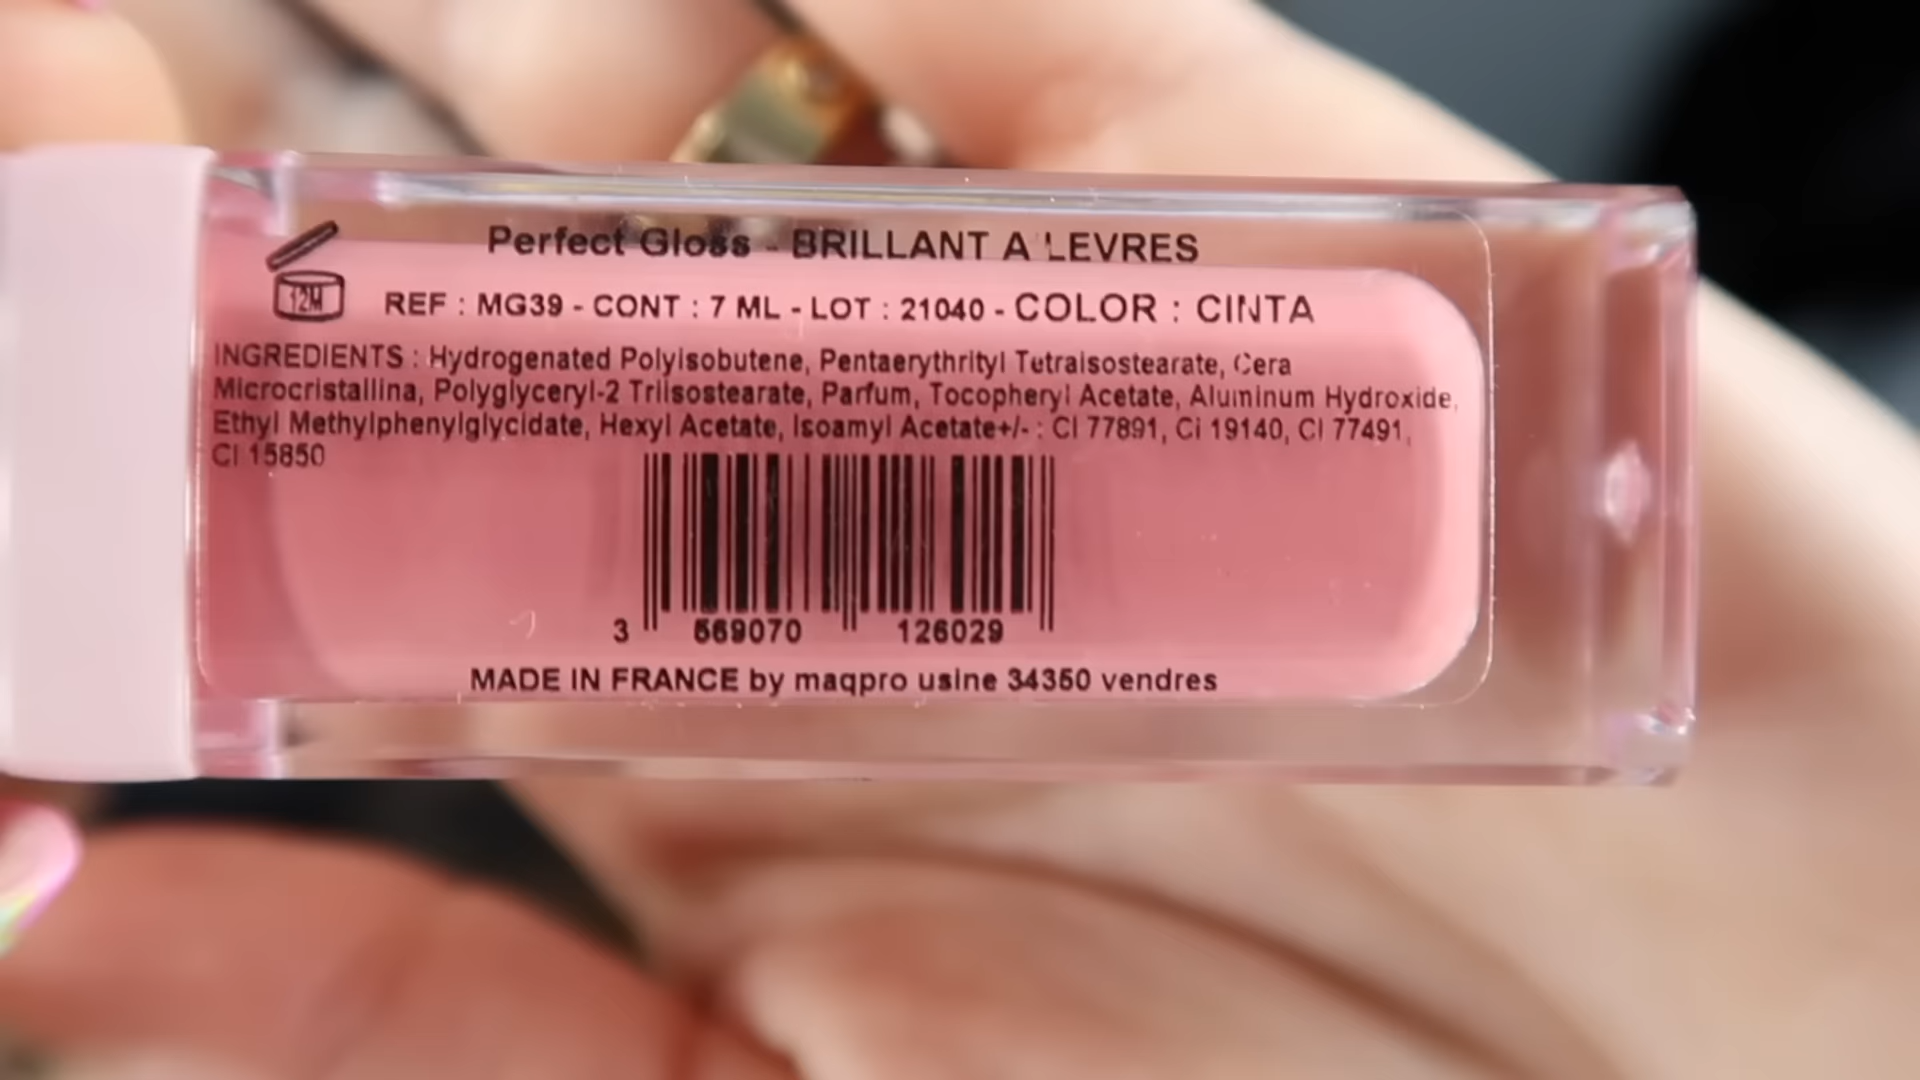 Perfect Gloss - BRILLANT A LEVRES
12M
REF : MG39 - CONT : 7 ML - LOT : 21040 - COLOR : CINTA
INGREDIENTS : Hydrogenated Polyisobutene, Pentaerythrityl Tetraisostearate, Cera
Microcristallina, Polyglyceryl-2 Triisostearate, Parfum, Tocopheryl Acetate, Aluminum Hydroxide,
Ethyl Methylphenylglycidate, Hexyl Acetate, Isoamyl Acetate+/- : CI 77891, Ci 19140, CI 77491,
CI 15850
3 569070 126029
MADE IN FRANCE by maqpro usine 34350 vendres